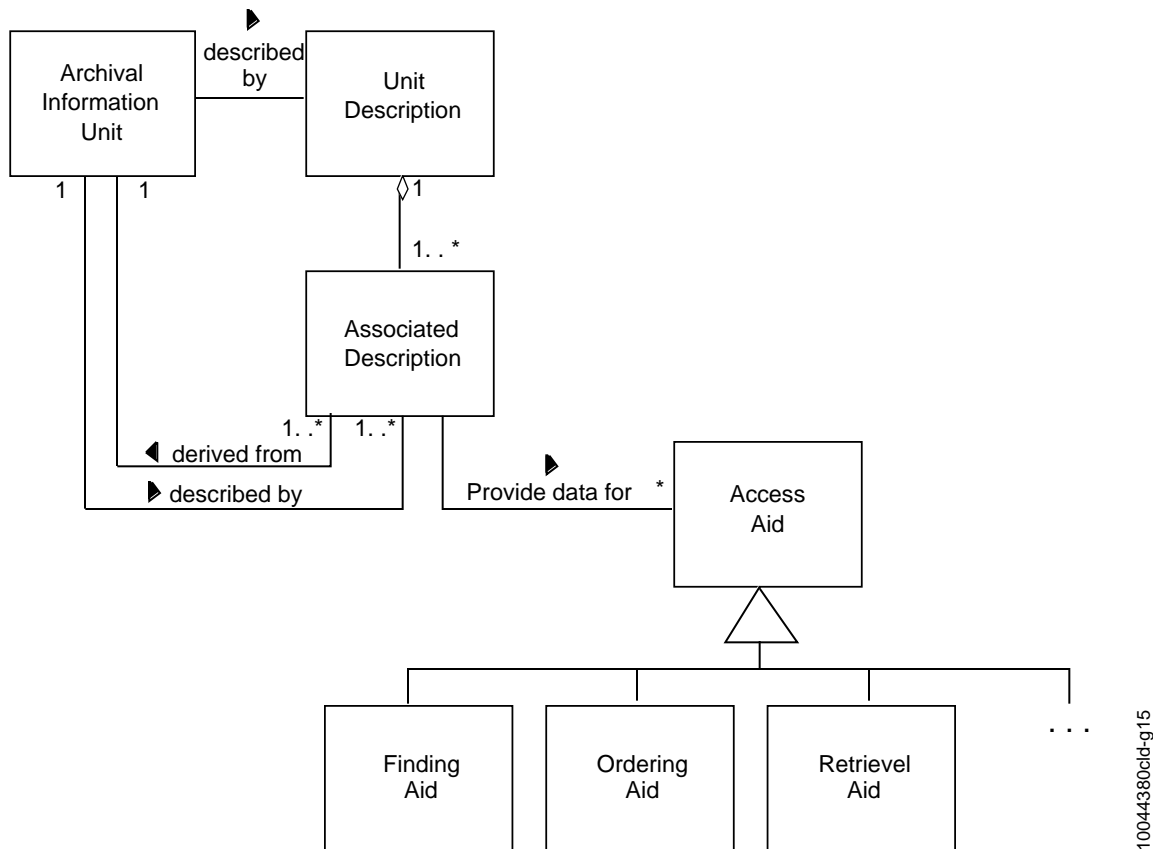 described
by
Archival
Information
Unit
Unit
Description
1
1
1
1. . *
Associated
Description
1. .*
1. .*
derived from
described by
Provide data for
*
Access
Aid
Finding
Aid
Ordering
Aid
Retrievel
Aid
. . .
10044380cld-g15